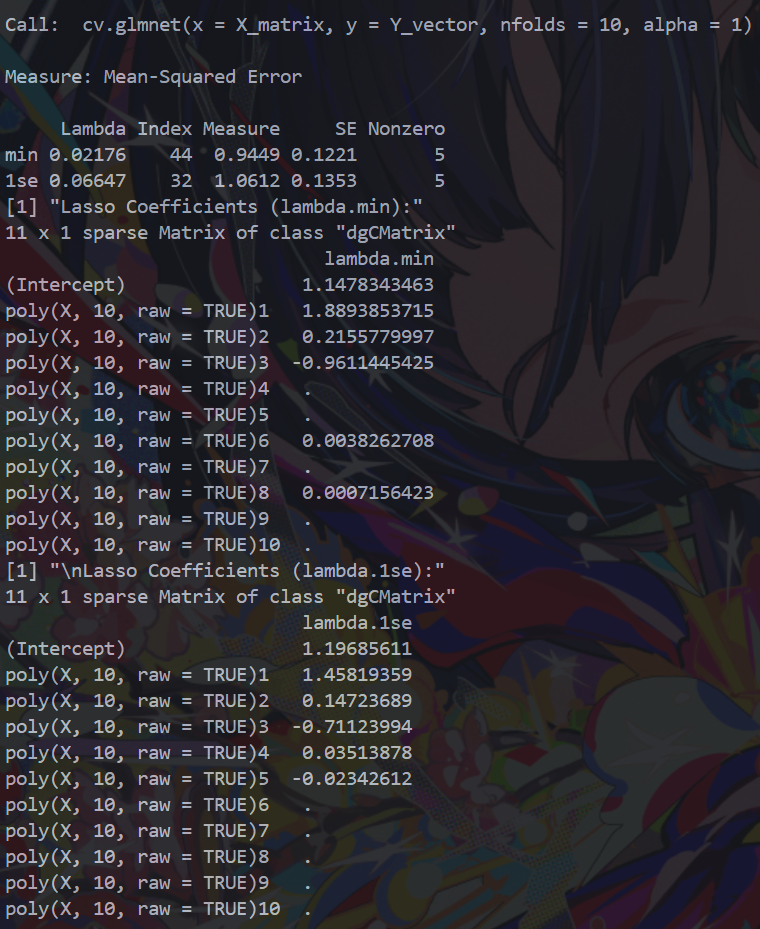 Call:  cv.glmnet(x = X_matrix, y = Y_vector, nfolds = 10, alpha = 1)
Measure: Mean-Squared Error
     Lambda Index Measure     SE Nonzero
min 0.02176    44  0.9449 0.1221       5
1se 0.06647    32  1.0612 0.1353       5
[1] "Lasso Coefficients (lambda.min):"
11 x 1 sparse Matrix of class "dgCMatrix"
                             lambda.min
(Intercept)                1.1478343463
poly(X, 10, raw = TRUE)1   1.8893853715
poly(X, 10, raw = TRUE)2   0.2155779997
poly(X, 10, raw = TRUE)3  -0.9611445425
poly(X, 10, raw = TRUE)4   .
poly(X, 10, raw = TRUE)5   .
poly(X, 10, raw = TRUE)6   0.0038262708
poly(X, 10, raw = TRUE)7   .
poly(X, 10, raw = TRUE)8   0.0007156423
poly(X, 10, raw = TRUE)9   .
poly(X, 10, raw = TRUE)10  .
[1] "\nLasso Coefficients (lambda.1se):"
11 x 1 sparse Matrix of class "dgCMatrix"
                           lambda.1se
(Intercept)                1.19685611
poly(X, 10, raw = TRUE)1   1.45819359
poly(X, 10, raw = TRUE)2   0.14723689
poly(X, 10, raw = TRUE)3  -0.71123994
poly(X, 10, raw = TRUE)4   0.03513878
poly(X, 10, raw = TRUE)5  -0.02342612
poly(X, 10, raw = TRUE)6   .
poly(X, 10, raw = TRUE)7   .
poly(X, 10, raw = TRUE)8   .
poly(X, 10, raw = TRUE)9   .
poly(X, 10, raw = TRUE)10  .